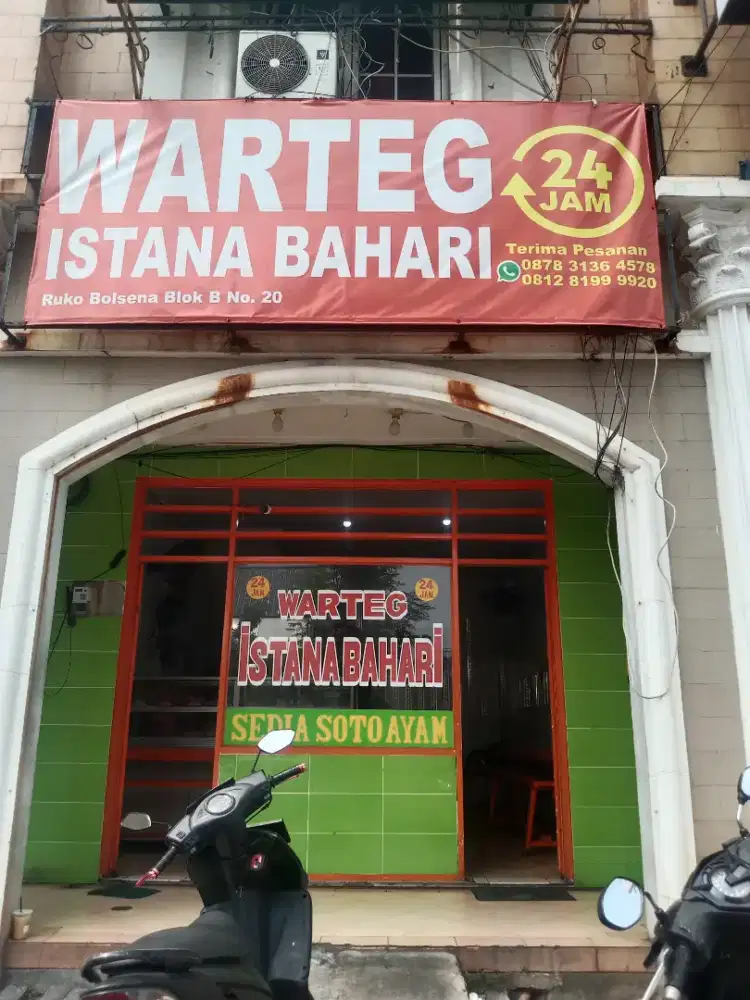 WARTEG
ISTANA BAHARI
24
JAM
Terima Pesanan
0878 3136 4578
0812 8199 9920
Ruko Bolsena Blok B No. 20
24
JAM
24
JAM
WARTEG
iSTANA BAHARi
SEDIA SOTO AYAM